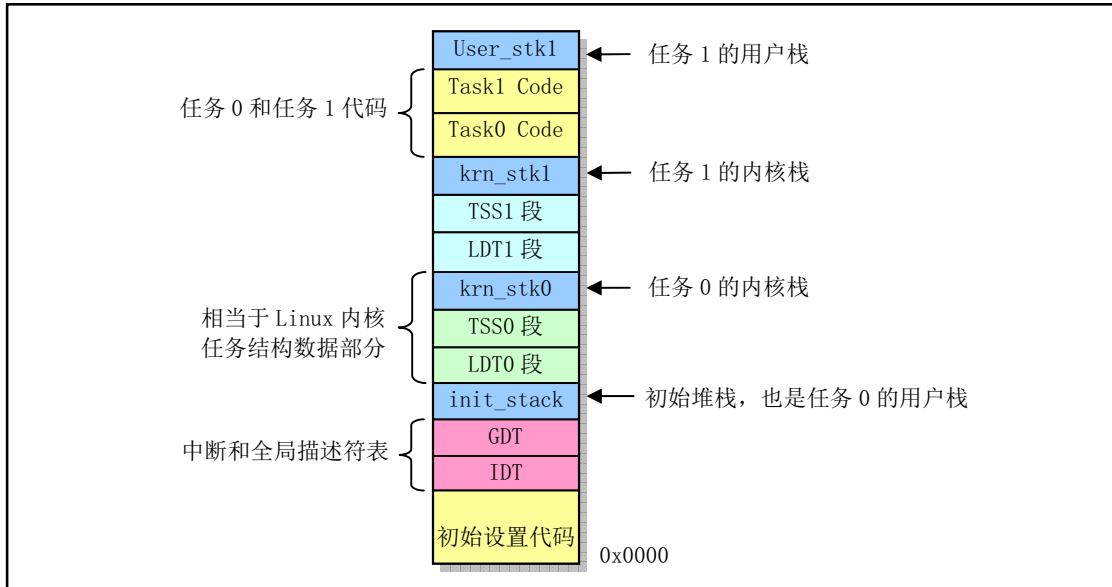 User_stk1
任务 1 的用户栈
Task1 Code
任务 0 和任务 1 代码
Task0 Code
krn_stk1
任务 1 的内核栈
TSS1 段
LDT1 段
krn_stk0
任务 0 的内核栈
相当于 Linux 内核
任务结构数据部分
TSS0 段
LDT0 段
init_stack
初始堆栈，也是任务 0 的用户栈
GDT
中断和全局描述符表
IDT
初始设置代码
0x0000